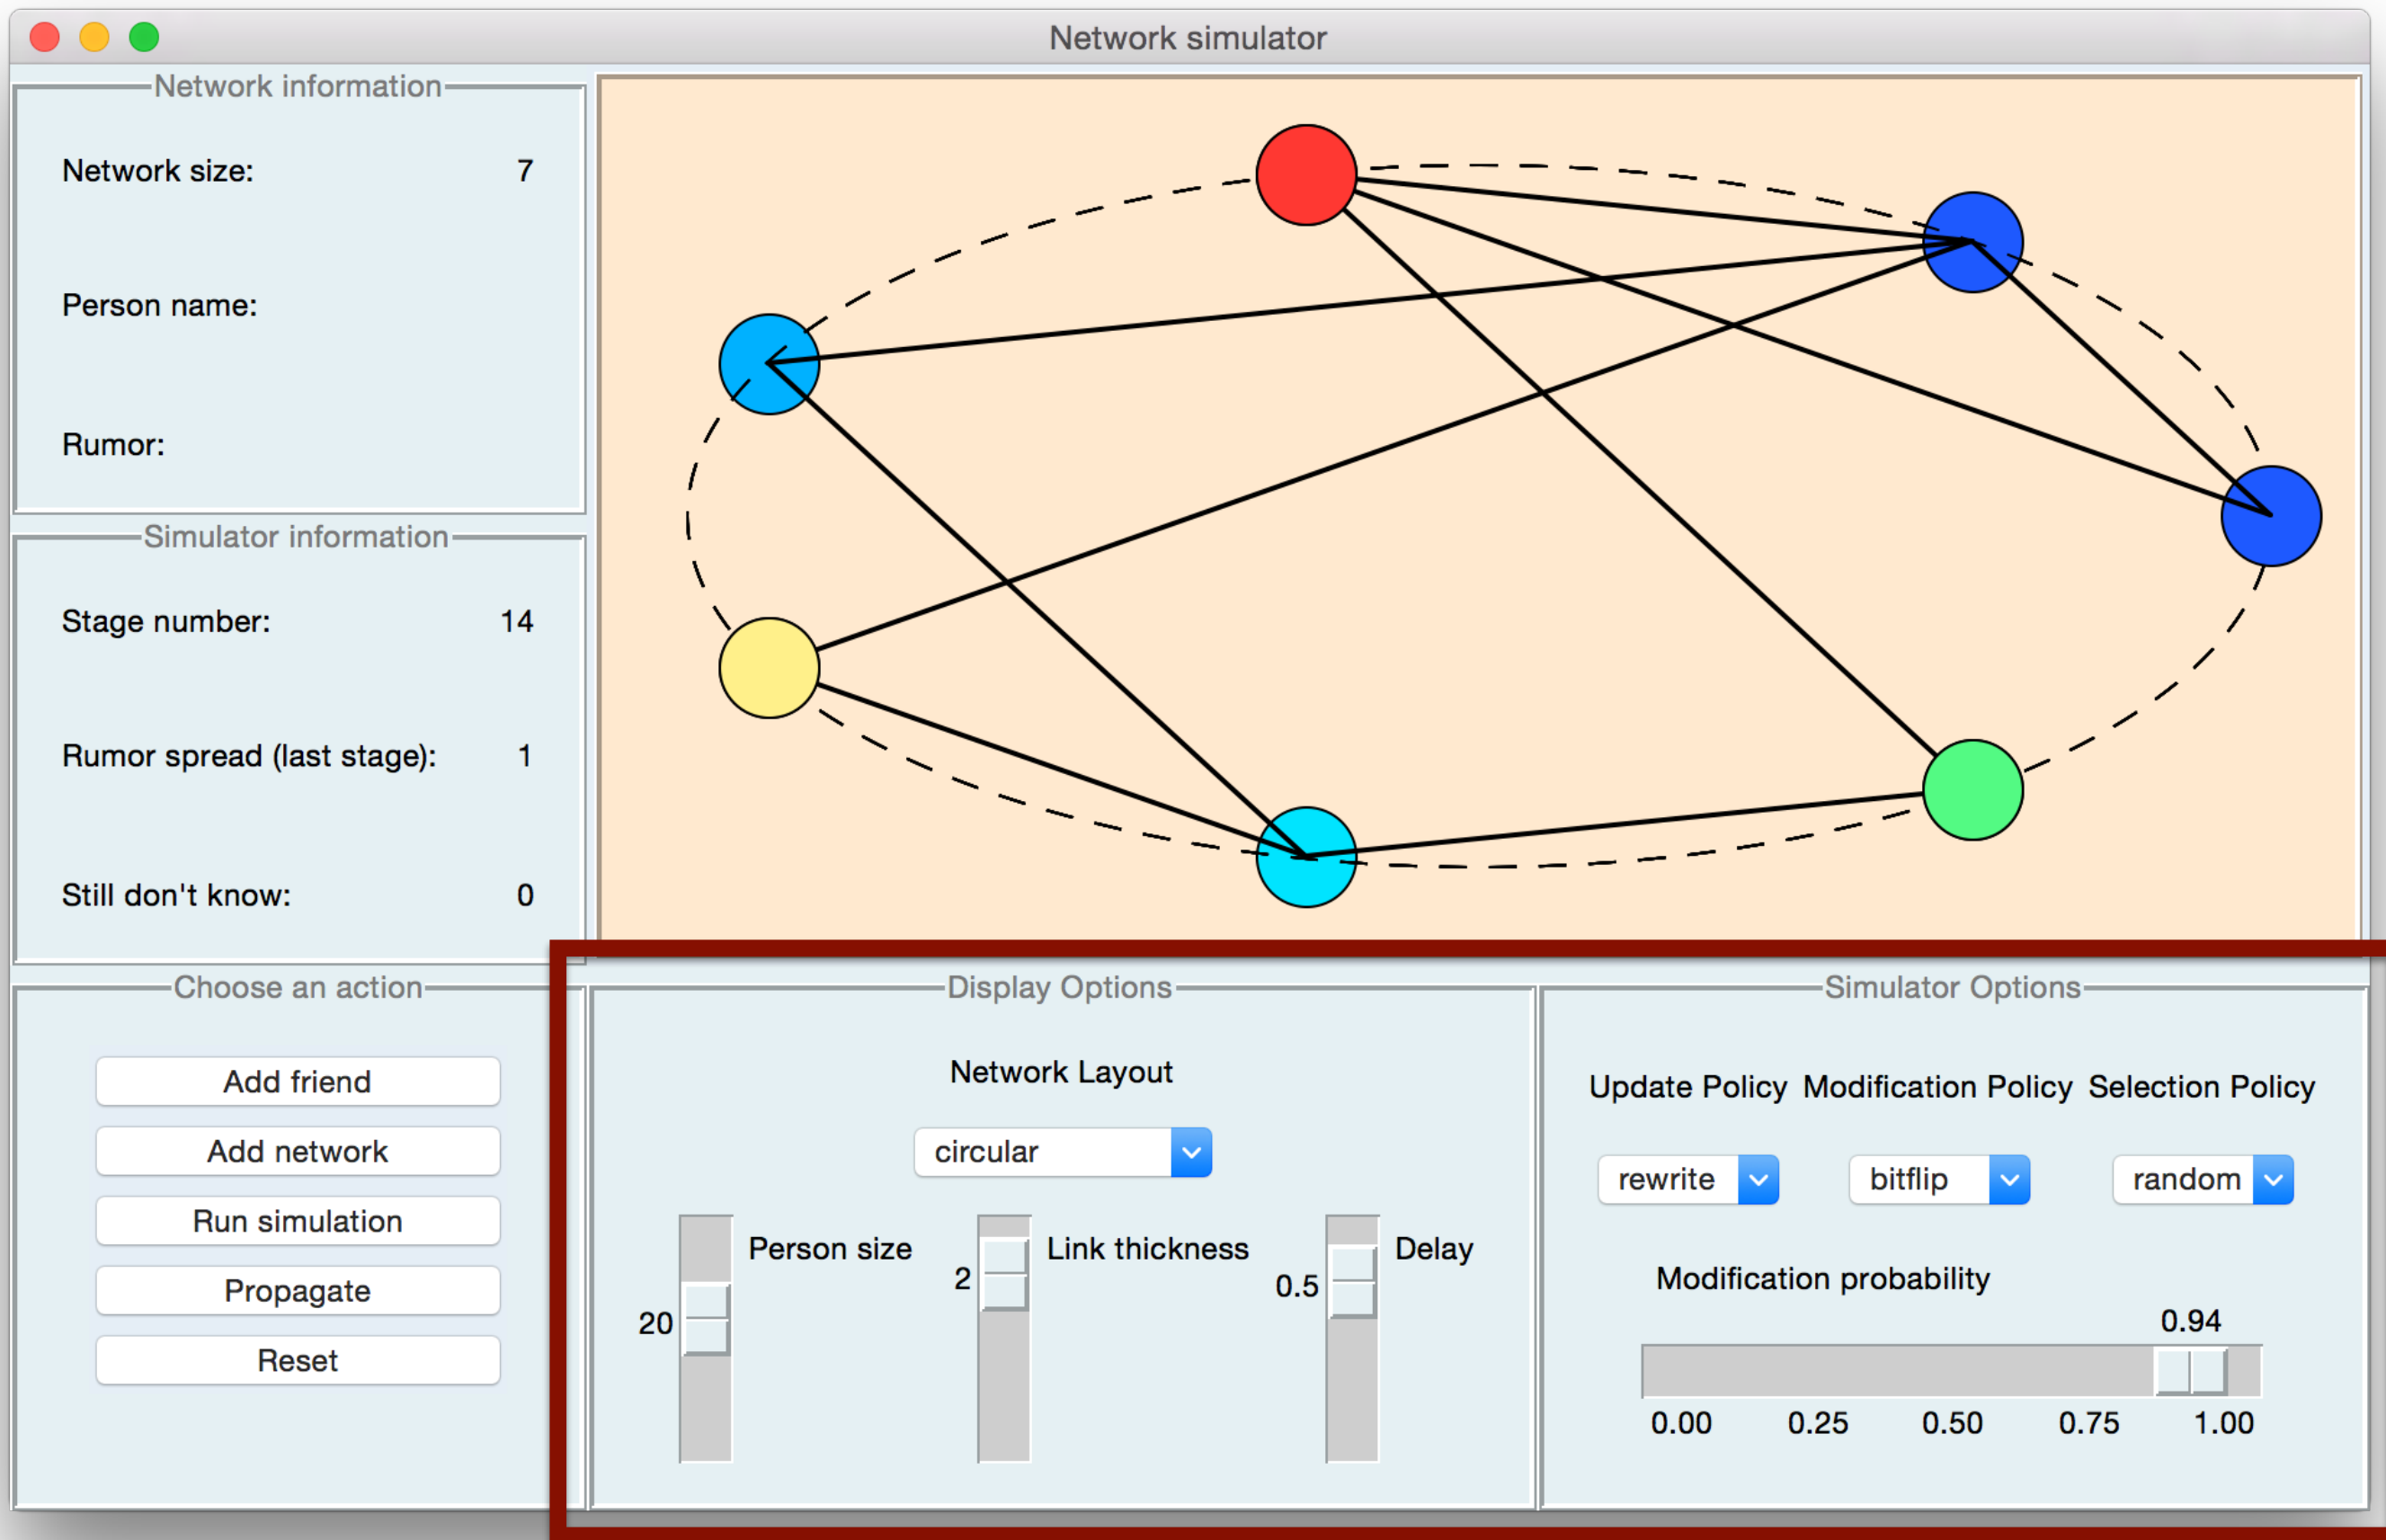 Network simulator
Network information
Network size: 7
Person name:
Rumor:
Simulator information
Stage number: 14
Rumor spread (last stage): 1
Still don't know: 0
Choose an action
Add friend
Add network
Run simulation
Propagate
Reset
Display Options
Network Layout
circular
Person size
20
Link thickness
2
Delay
0.5
Simulator Options
Update Policy Modification Policy Selection Policy
rewrite bitflip random
Modification probability
0.94
0.00 0.25 0.50 0.75 1.00